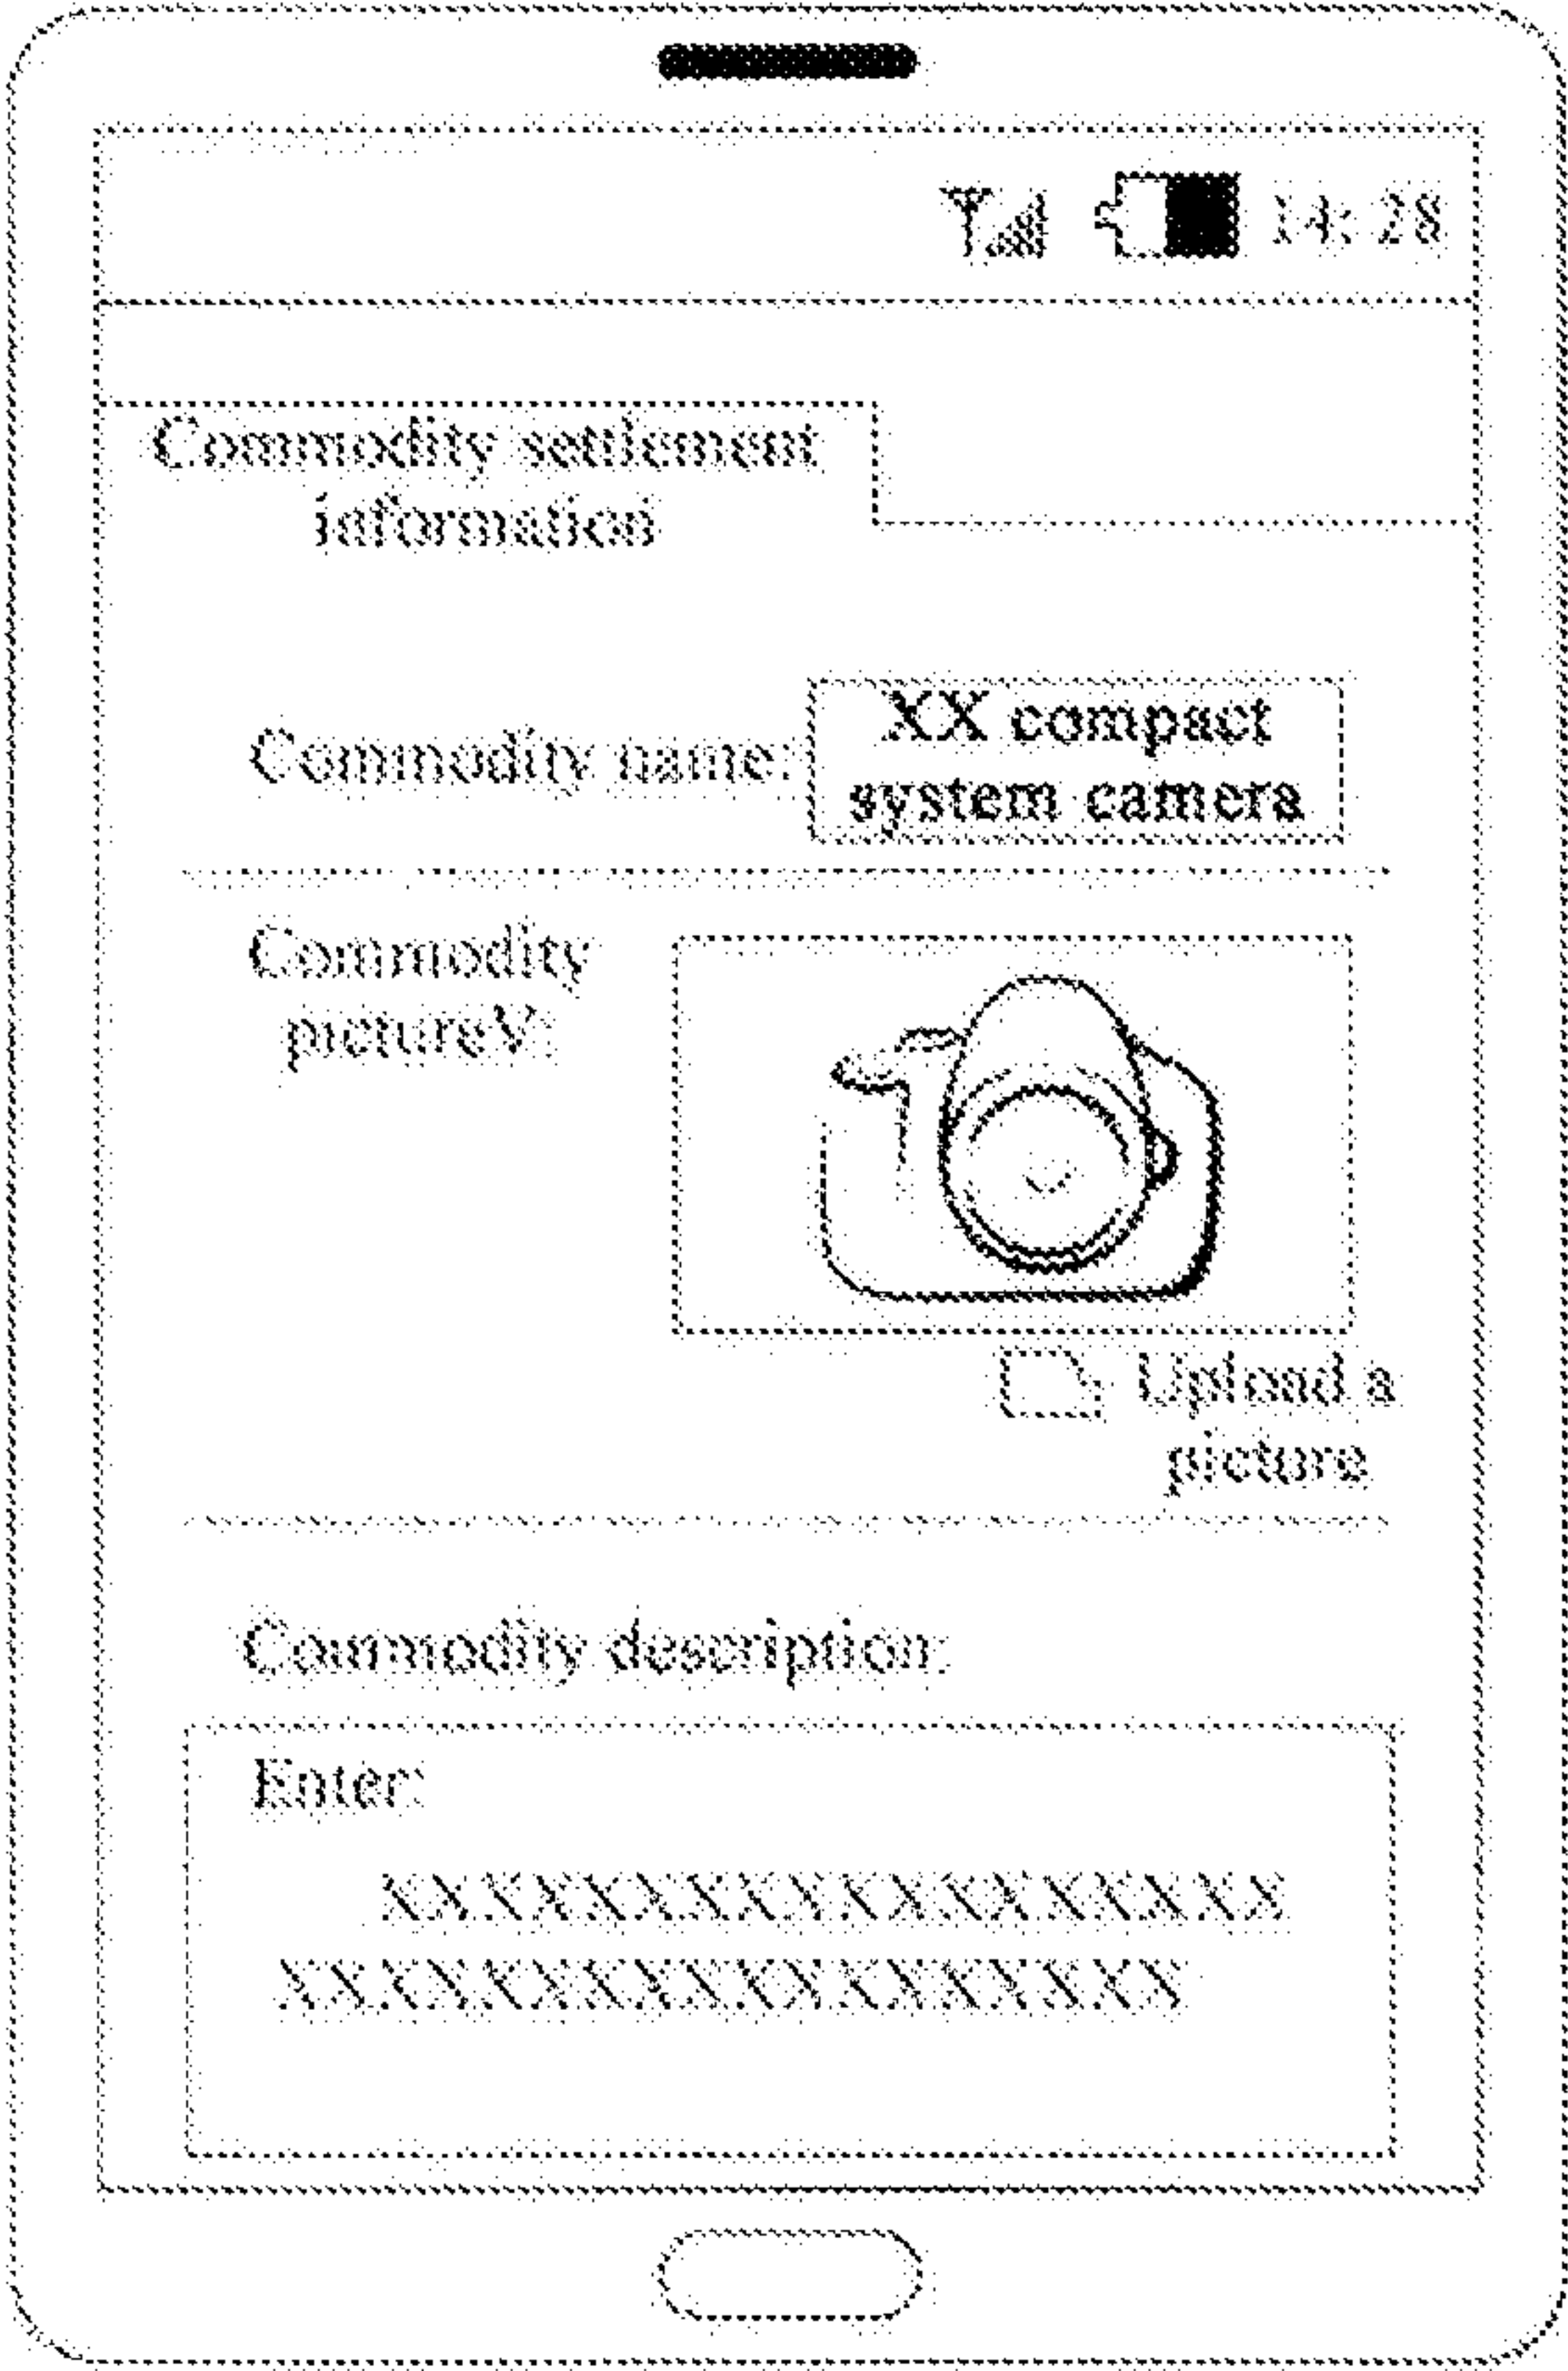 14: 28
Commodity settlement
information
Commodity name:
XX compact
system camera
Commodity
pictureV:
Upload a
picture
Commodity description:
Enter:
XXXXXXXXXXXXXXXXXX
XXXXXXXXXXXXXXXXXX